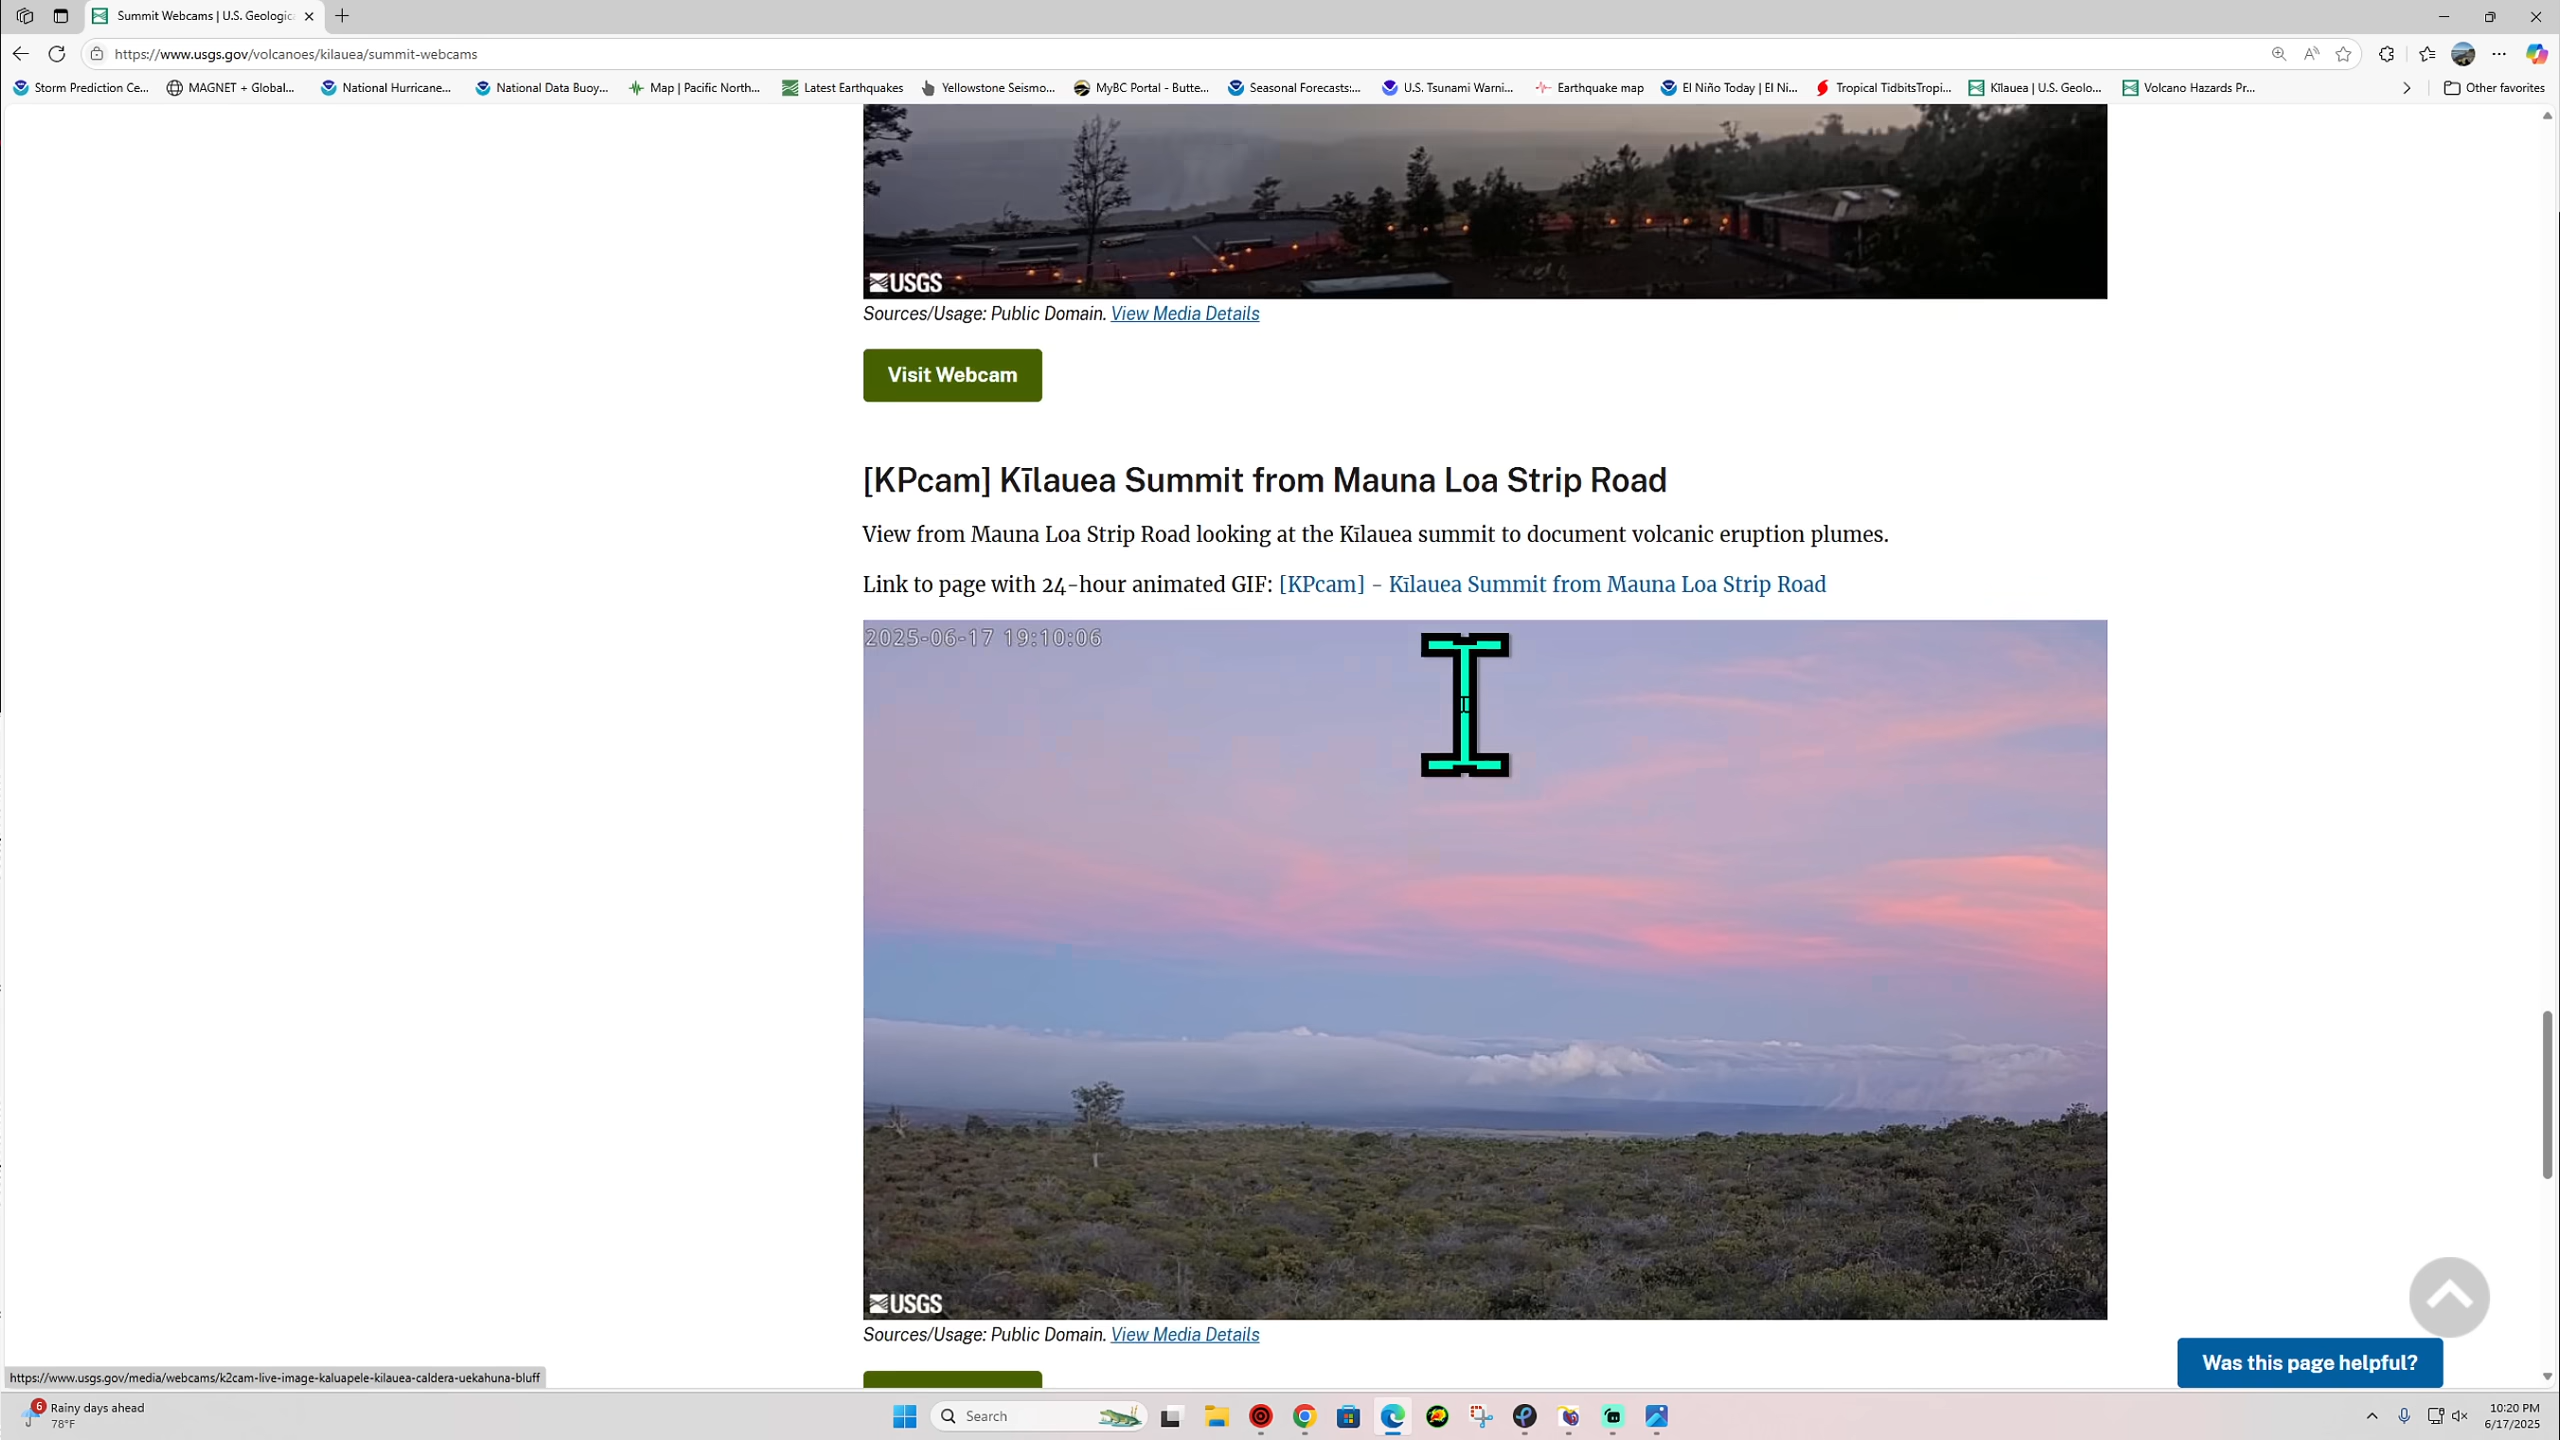 Summit Webcams | U.S. Geologic
https://www.usgs.gov/volcanoes/kilauea/summit-webcams
Storm Prediction Ce...
MAGNET + Global...
National Hurricane...
National Data Buoy...
Map | Pacific North...
Latest Earthquakes
Yellowstone Seismo...
MyBC Portal - Butte...
Seasonal Forecasts:...
U.S. Tsunami Warni...
Earthquake map
El Niño Today | El Ni...
Tropical TidbitsTropi...
Kīlauea | U.S. Geolo...
Volcano Hazards Pr...
Other favorites
USGS
Sources/Usage: Public Domain. View Media Details
Visit Webcam
[KPcam] Kīlauea Summit from Mauna Loa Strip Road
View from Mauna Loa Strip Road looking at the Kīlauea summit to document volcanic eruption plumes.
Link to page with 24-hour animated GIF: [KPcam] - Kīlauea Summit from Mauna Loa Strip Road
2025-06-17 19:10:06
USGS
Sources/Usage: Public Domain. View Media Details
Was this page helpful?
https://www.usgs.gov/media/webcams/k2cam-live-image-kaluapele-kilauea-caldera-uekahuna-bluff
6
Rainy days ahead
78°F
Search
10:20 PM
6/17/2025